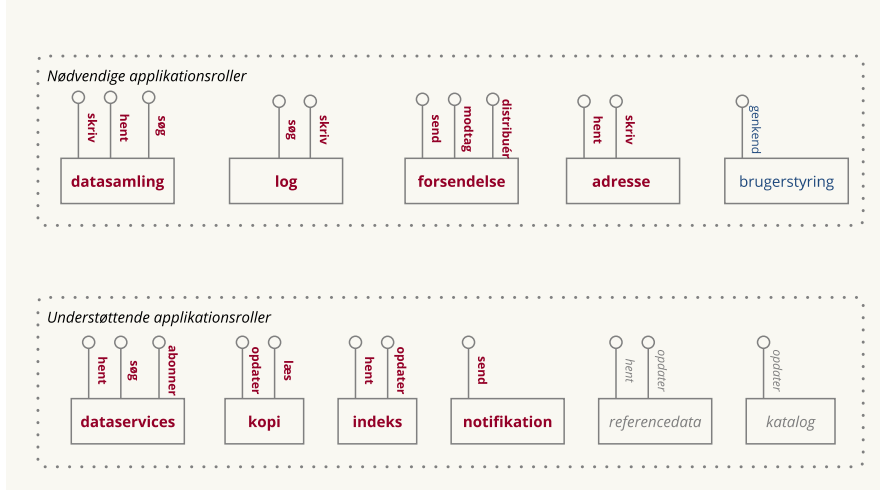 Nødvendige applikationsroller
skriv
hent
søg
søg
skriv
send
modtag
distribuér
hent
skriv
genkend
datasamling
log
forsendelse
adresse
brugerstyring
Understøttende applikationsroller
hent
søg
abonner
opdater
læs
hent
opdater
send
hent
opdater
opdater
dataservices
kopi
indeks
notifikation
referencedata
katalog